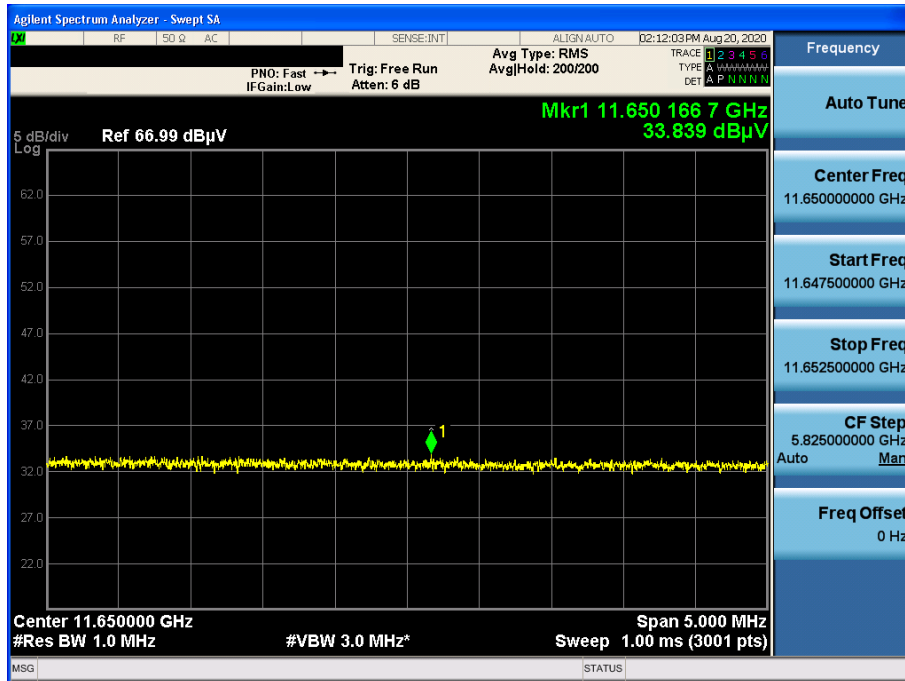 Agilent Spectrum Analyzer - Swept SA
LXI RF 50 Ω AC SENSE:INT ALIGN AUTO 02:12:03 PM Aug 20, 2020
PNO: Fast Trig: Free Run Avg Type: RMS TRACE 1 2 3 4 5 6
IFGain:Low Atten: 6 dB Avg|Hold: 200/200 TYPE A WWWWW
DET A P N N N N
Mkr1 11.650 166 7 GHz
33.839 dBµV
5 dB/div Ref 66.99 dBµV
Log
62.0
57.0
52.0
47.0
42.0
37.0
1
32.0
27.0
22.0
Center 11.650000 GHz Span 5.000 MHz
#Res BW 1.0 MHz #VBW 3.0 MHz* Sweep 1.00 ms (3001 pts)
MSG STATUS
Frequency
Auto Tune
Center Freq
11.650000000 GHz
Start Freq
11.647500000 GHz
Stop Freq
11.652500000 GHz
CF Step
5.825000000 GHz
Auto Man
Freq Offset
0 Hz